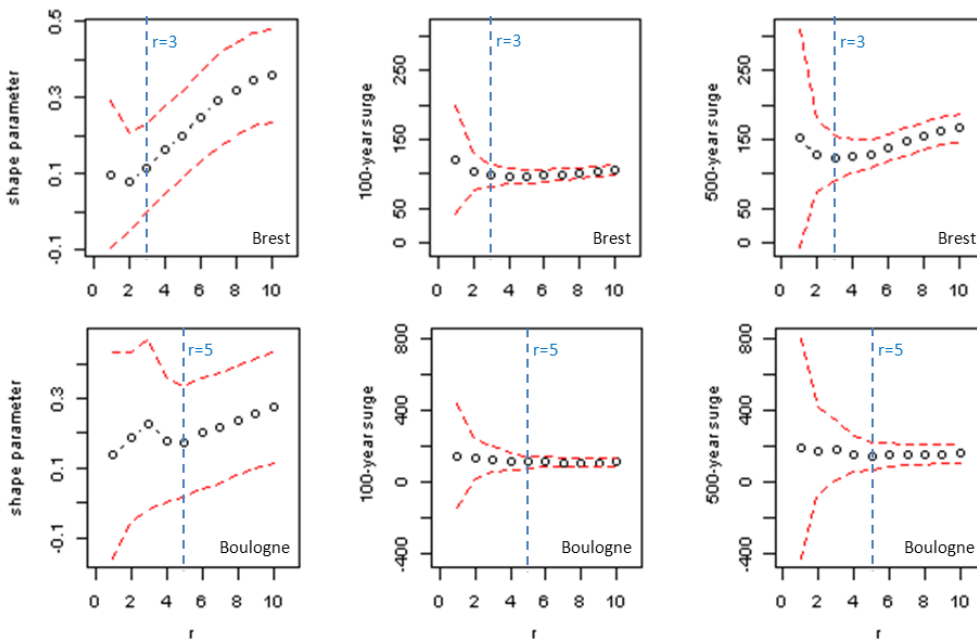 shape parameter
0.5
0.3
0.1
-0.1
r=3
Brest
0 2 4 6 8 10
100-year surge
250
150
50
0
r=3
Brest
0 2 4 6 8 10
500-year surge
250
150
50
0
r=3
Brest
0 2 4 6 8 10
shape parameter
0.3
0.1
-0.1
r=5
Boulogne
0 2 4 6 8 10
r
100-year surge
800
400
0
-400
r=5
Boulogne
0 2 4 6 8 10
r
500-year surge
800
400
0
-400
r=5
Boulogne
0 2 4 6 8 10
r